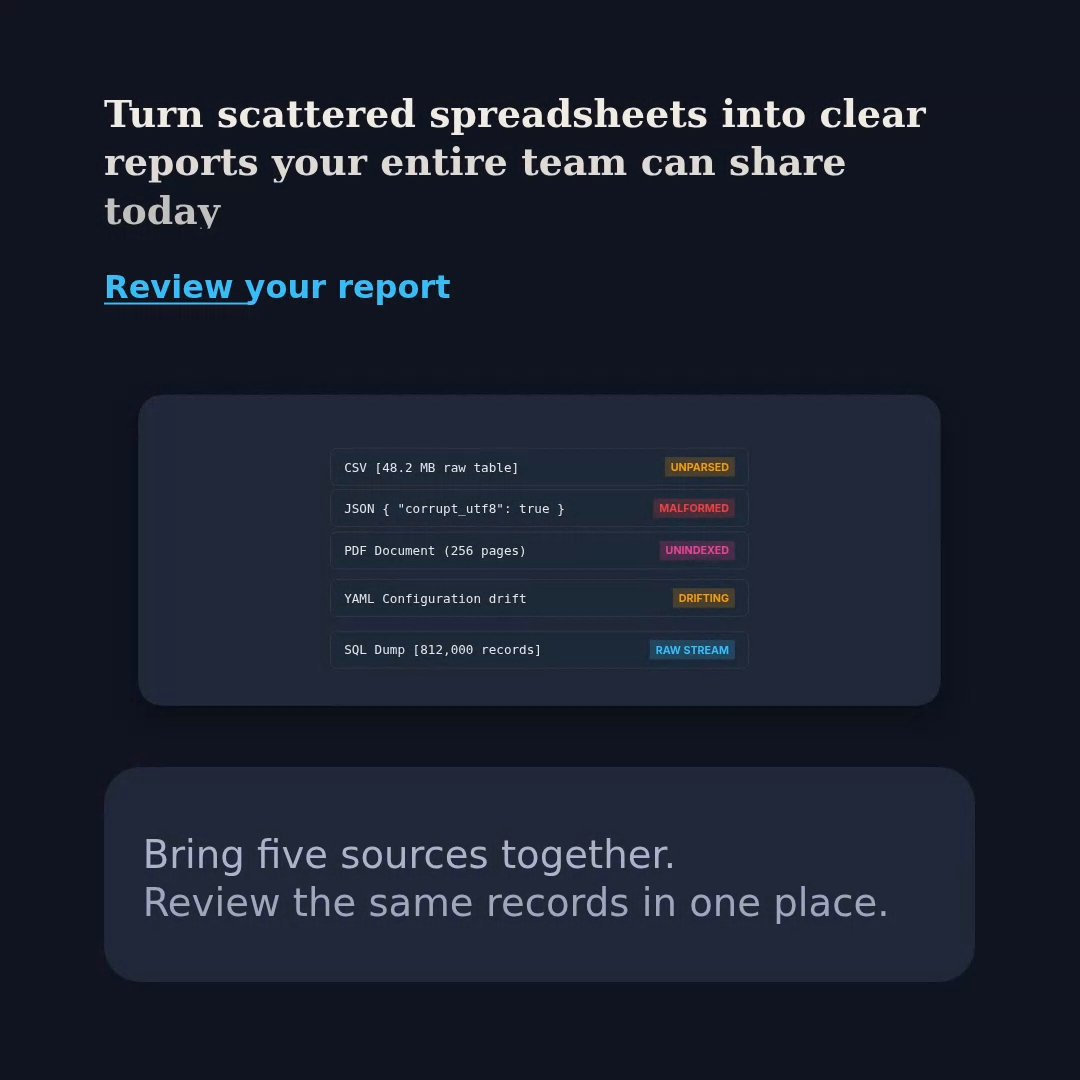 Turn scattered spreadsheets into clear
reports your entire team can share
today
Review your report
CSV [48.2 MB raw table] UNPARSED
JSON { "corrupt_utf8": true } MALFORMED
PDF Document (256 pages) UNINDEXED
YAML Configuration drift DRIFTING
SQL Dump [812,000 records] RAW STREAM
Bring five sources together.
Review the same records in one place.